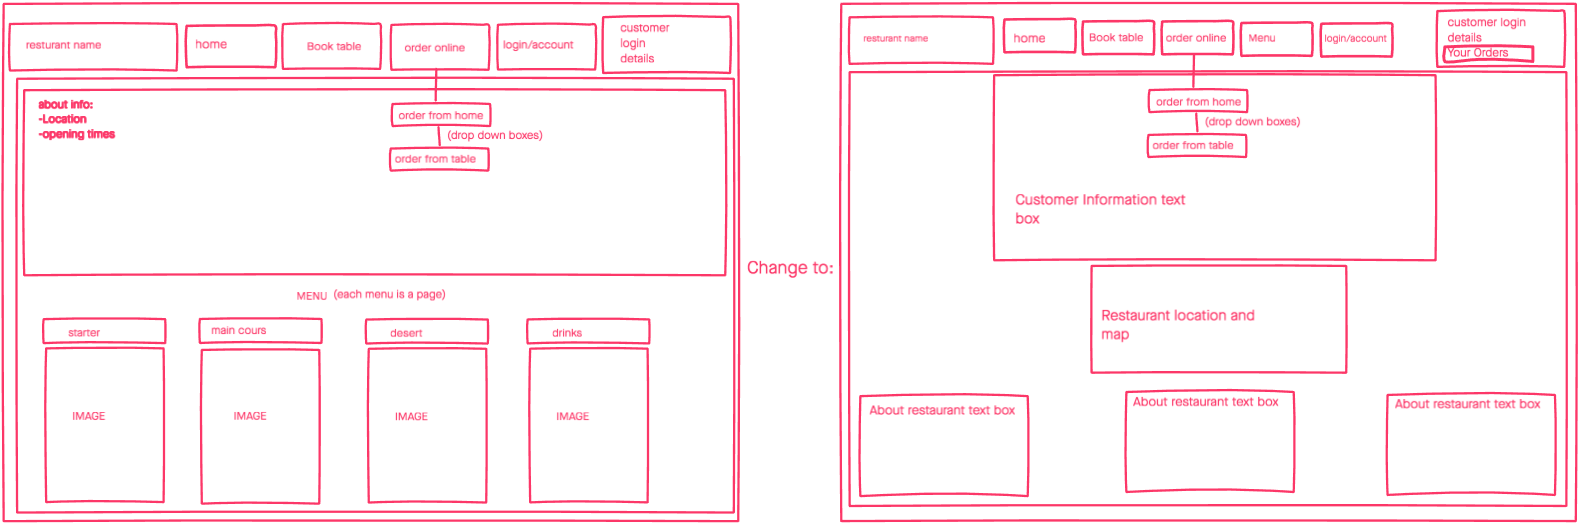 resturant name
home
Book table
order online
login/account
customer
login
details
about info:
-Location
-opening times
order from home
(drop down boxes)
order from table
MENU (each menu is a page)
starter
main cours
desert
drinks
IMAGE
IMAGE
IMAGE
IMAGE
Change to:
resturant name
home
Book table
order online
Menu
login/account
customer login
details
Your Orders
order from home
(drop down boxes)
order from table
Customer Information text
box
Restaurant location and
map
About restaurant text box
About restaurant text box
About restaurant text box